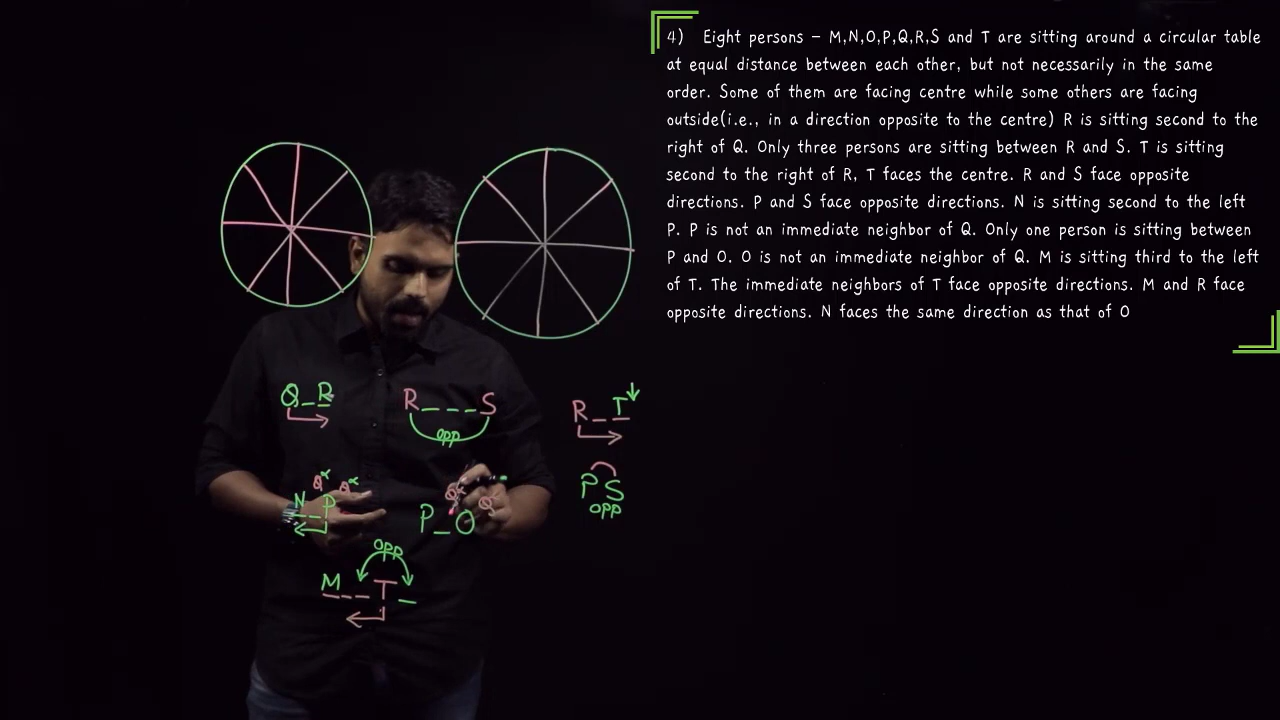 4) Eight persons – M,N,O,P,Q,R,S and T are sitting around a circular table
at equal distance between each other, but not necessarily in the same
order. Some of them are facing centre while some others are facing
outside(i.e., in a direction opposite to the centre) R is sitting second to the
right of Q. Only three persons are sitting between R and S. T is sitting
second to the right of R, T faces the centre. R and S face opposite
directions. P and S face opposite directions. N is sitting second to the left
P. P is not an immediate neighbor of Q. Only one person is sitting between
P and O. O is not an immediate neighbor of Q. M is sitting third to the left
of T. The immediate neighbors of T face opposite directions. M and R face
opposite directions. N faces the same direction as that of O
Q _ R
R _ _ _ S
opp
R _ T
N _ P
Q Q
P _ O
Q Q
P S
opp
opp
M _ _ T _